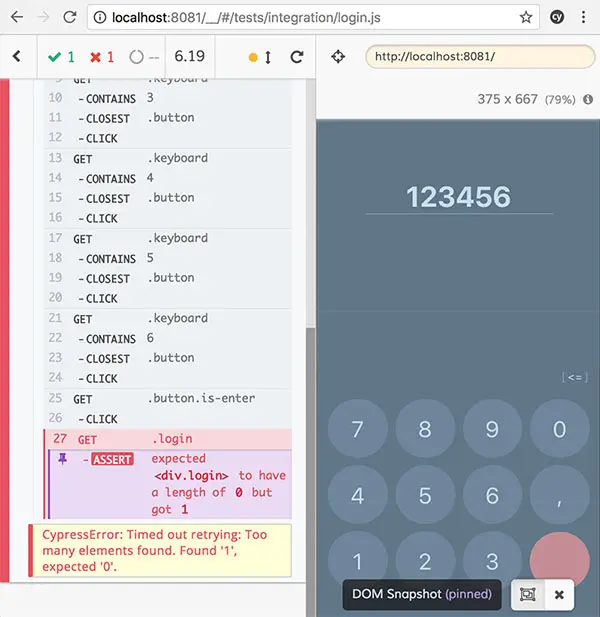 localhost:8081/__/#/tests/integration/login.js
cy
1 1 -- 6.19
http://localhost:8081/
375 x 667 (79%)
9 GET .keyboard
10 -CONTAINS 3
11 -CLOSEST .button
12 -CLICK
13 GET .keyboard
14 -CONTAINS 4
15 -CLOSEST .button
16 -CLICK
17 GET .keyboard
18 -CONTAINS 5
19 -CLOSEST .button
20 -CLICK
21 GET .keyboard
22 -CONTAINS 6
23 -CLOSEST .button
24 -CLICK
25 GET .button.is-enter
26 -CLICK
27 GET .login
-ASSERT expected
<div.login> to have
a length of 0 but
got 1
CypressError: Timed out retrying: Too
many elements found. Found '1',
expected '0'.
123456
[<=]
7 8 9 0
4 5 6 ,
1 2 3
DOM Snapshot (pinned)